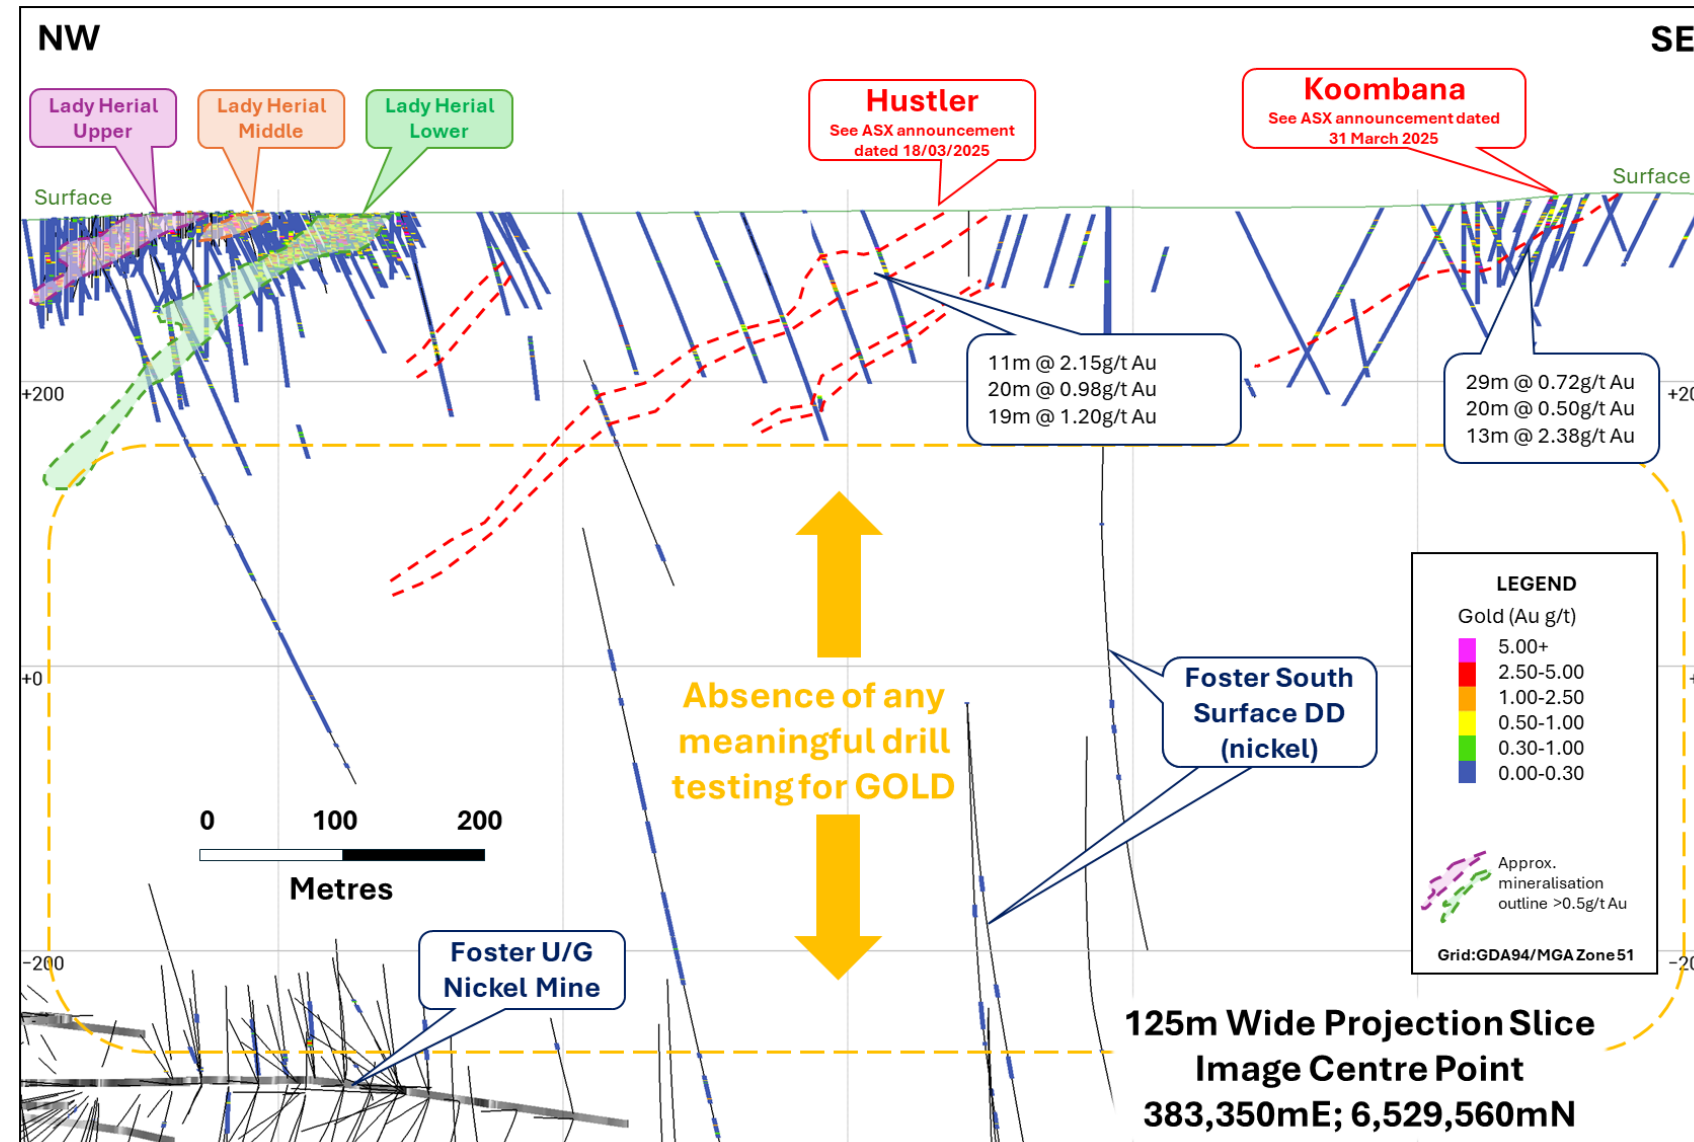 NW
SE
Lady Herial
Upper
Lady Herial
Middle
Lady Herial
Lower
Hustler
See ASX announcement
dated 18/03/2025
Koombana
See ASX announcement dated
31 March 2025
Surface
Surface
11m @ 2.15g/t Au
20m @ 0.98g/t Au
19m @ 1.20g/t Au
29m @ 0.72g/t Au
20m @ 0.50g/t Au
13m @ 2.38g/t Au
+200
+20
+0
+
-200
-20
Absence of any
meaningful drill
testing for GOLD
Foster South
Surface DD
(nickel)
0 100 200
Metres
Foster U/G
Nickel Mine
LEGEND
Gold (Au g/t)
5.00+
2.50-5.00
1.00-2.50
0.50-1.00
0.30-1.00
0.00-0.30
Approx.
mineralisation
outline >0.5g/t Au
Grid:GDA94/MGA Zone 51
125m Wide Projection Slice
Image Centre Point
383,350mE; 6,529,560mN